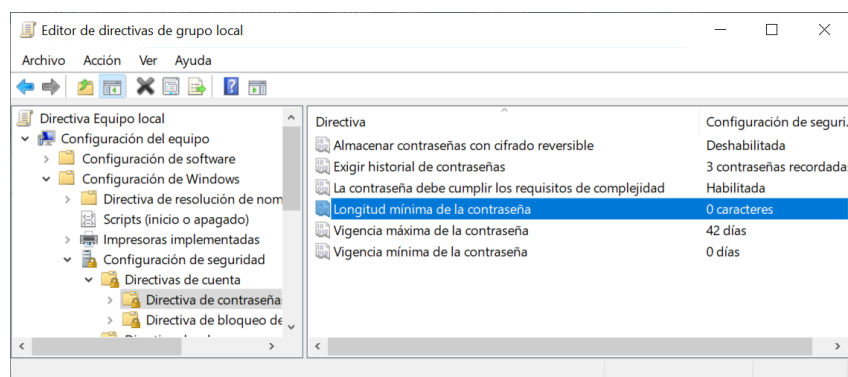 Editor de directivas de grupo local
Archivo Acción Ver Ayuda
Directiva Equipo local
Configuración del equipo
Configuración de software
Configuración de Windows
Directiva de resolución de nom
Scripts (inicio o apagado)
Impresoras implementadas
Configuración de seguridad
Directivas de cuenta
Directiva de contraseña
Directiva de bloqueo de
Directiva Configuración de seguri.
Almacenar contraseñas con cifrado reversible Deshabilitada
Exigir historial de contraseñas 3 contraseñas recordada
La contraseña debe cumplir los requisitos de complejidad Habilitada
Longitud mínima de la contraseña 0 caracteres
Vigencia máxima de la contraseña 42 días
Vigencia mínima de la contraseña 0 días